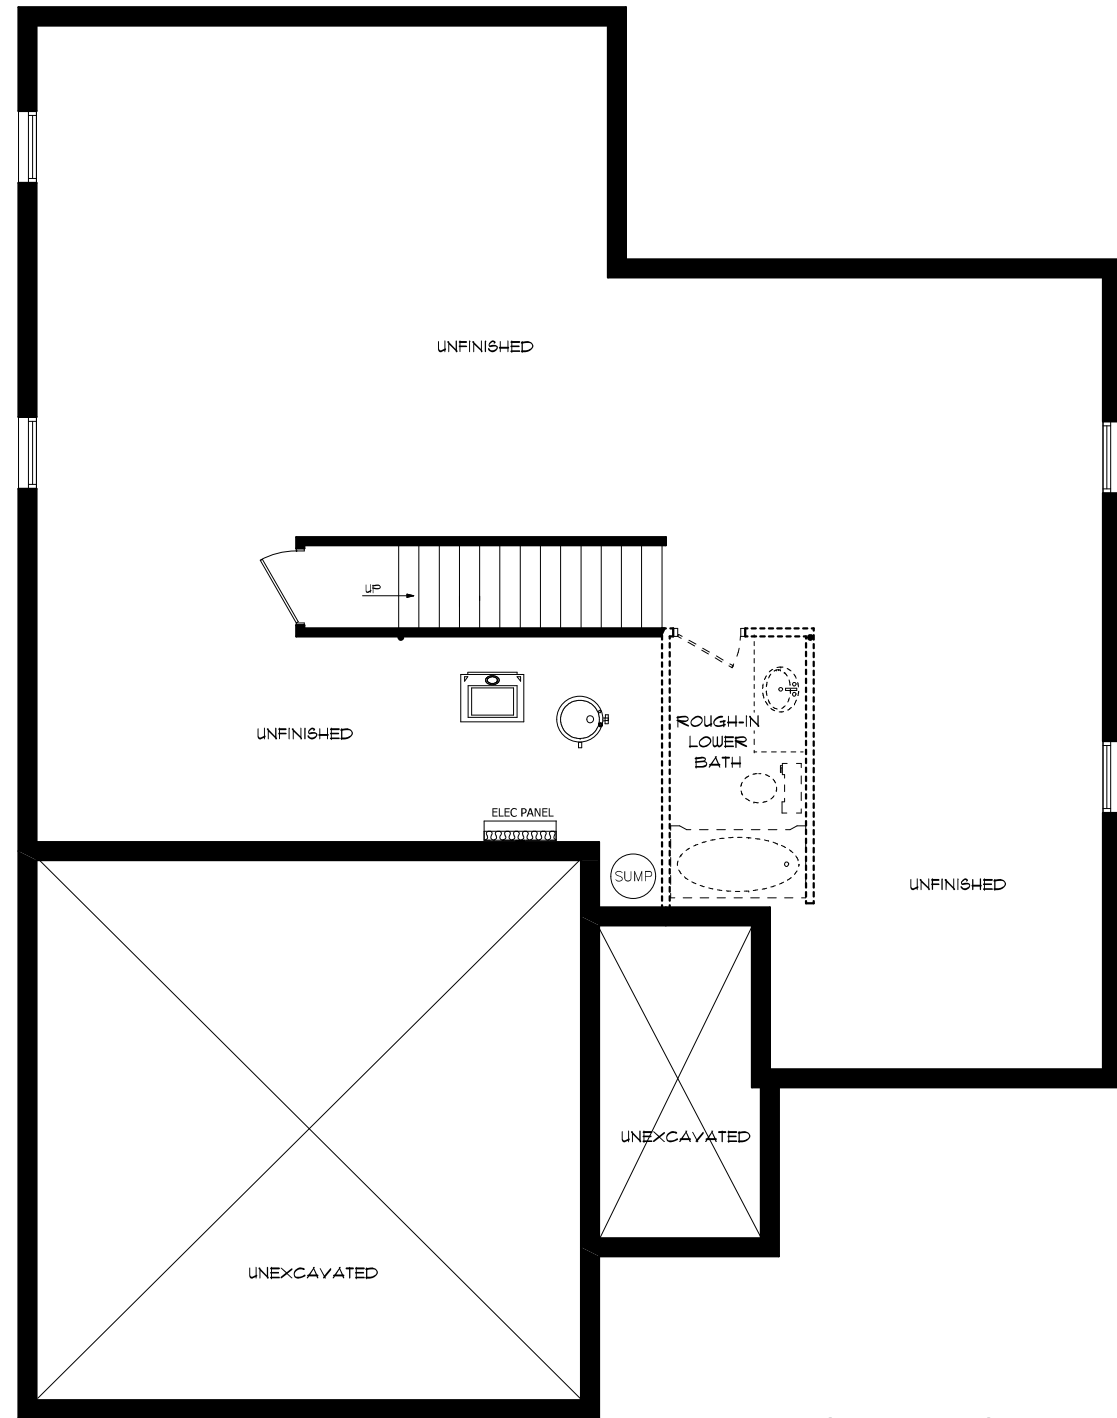 UNFINISHED
UP
UNFINISHED
ROUGH-IN
LOWER
BATH
ELEC PANEL
SUMP
UNFINISHED
UNEXCAVATED
UNEXCAVATED